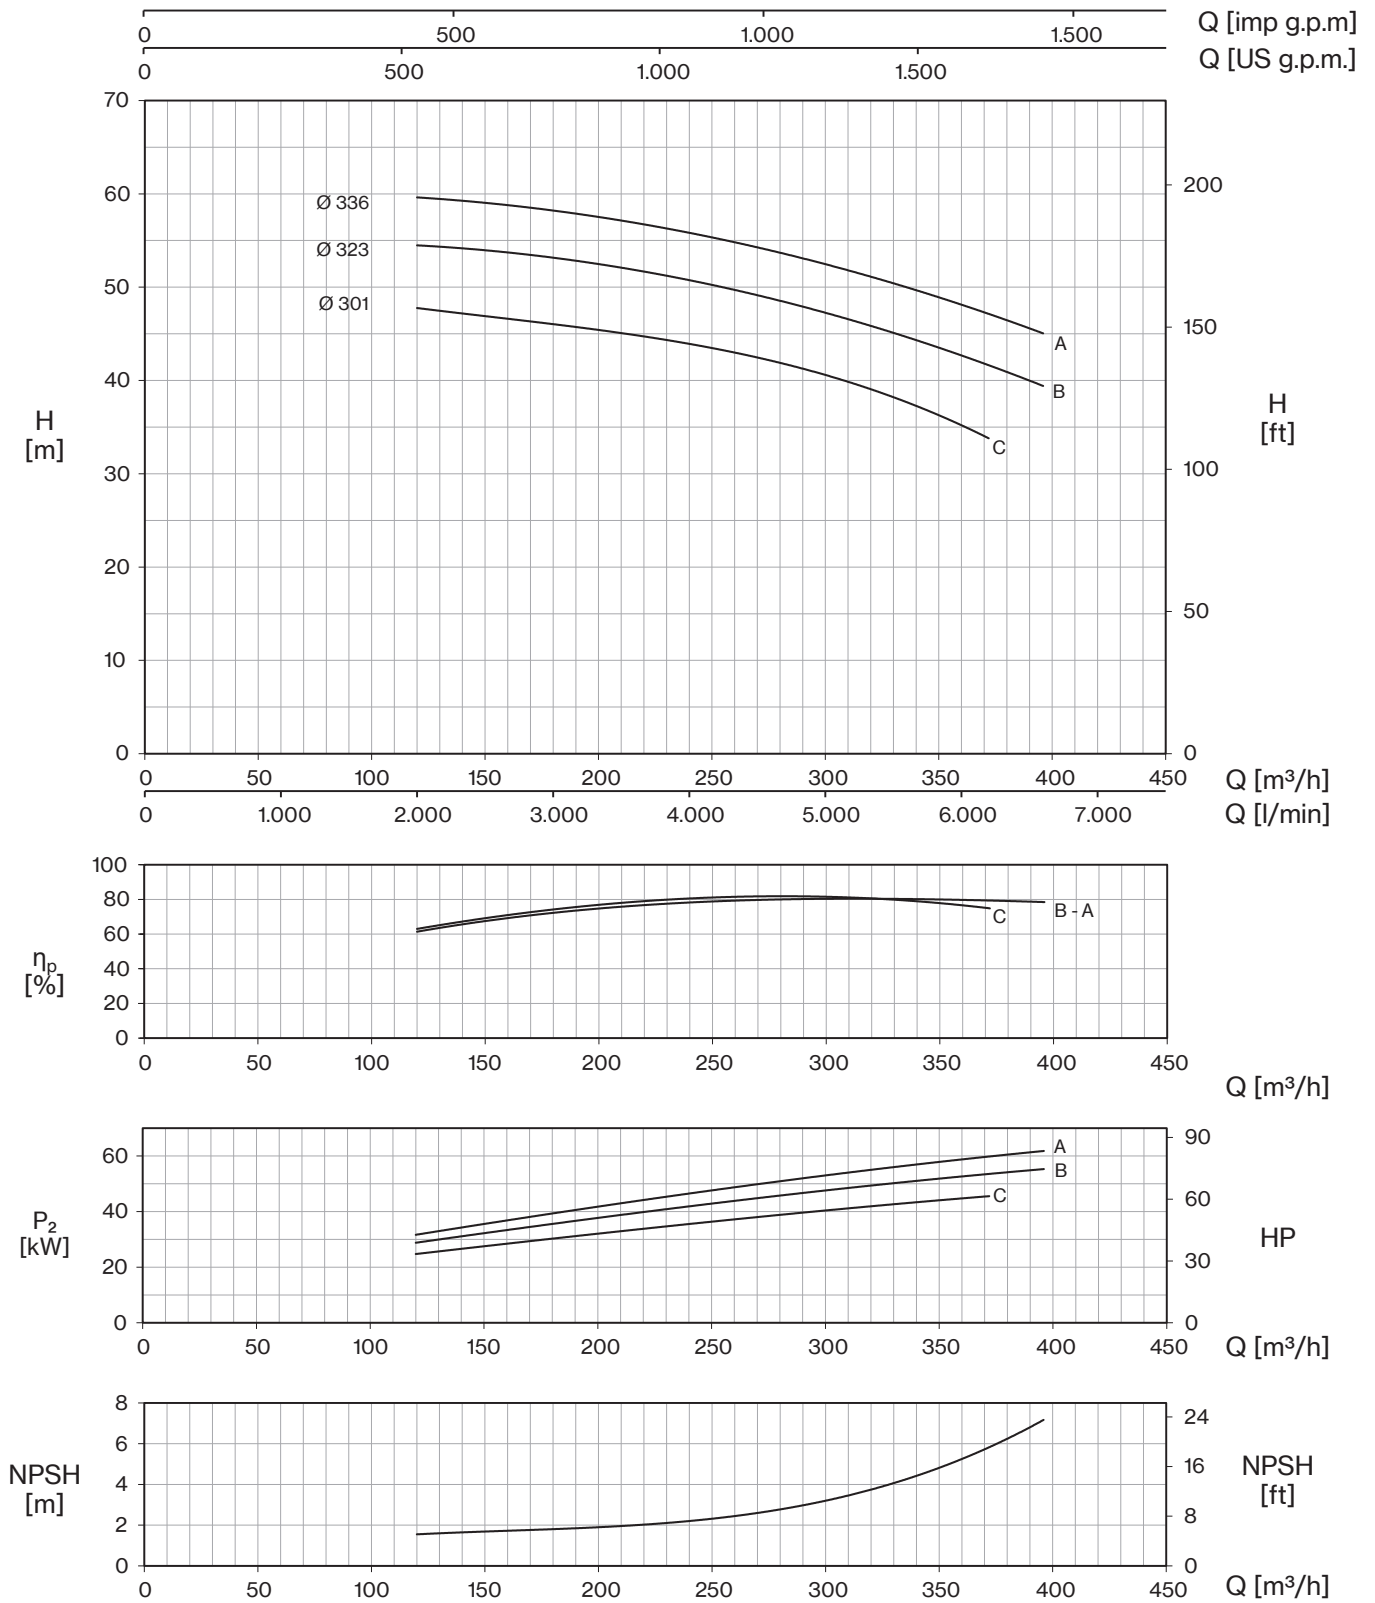 0 500 1.000 1.500 Q [imp g.p.m]
0 500 1.000 1.500 Q [US g.p.m.]
70
60
50
40
30
20
10
0
H
[m]
Ø 336
Ø 323
Ø 301
A
B
C
200
150
100
50
0
H
[ft]
0 50 100 150 200 250 300 350 400 450 Q [m³/h]
0 1.000 2.000 3.000 4.000 5.000 6.000 7.000 Q [l/min]
100
80
60
40
20
0
ηp
[%]
C
B - A
0 50 100 150 200 250 300 350 400 450
Q [m³/h]
60
40
20
0
P₂
[kW]
A
B
C
90
60
30
0
HP
0 50 100 150 200 250 300 350 400 450 Q [m³/h]
8
6
4
2
0
NPSH
[m]
24
16
8
0
NPSH
[ft]
0 50 100 150 200 250 300 350 400 450 Q [m³/h]